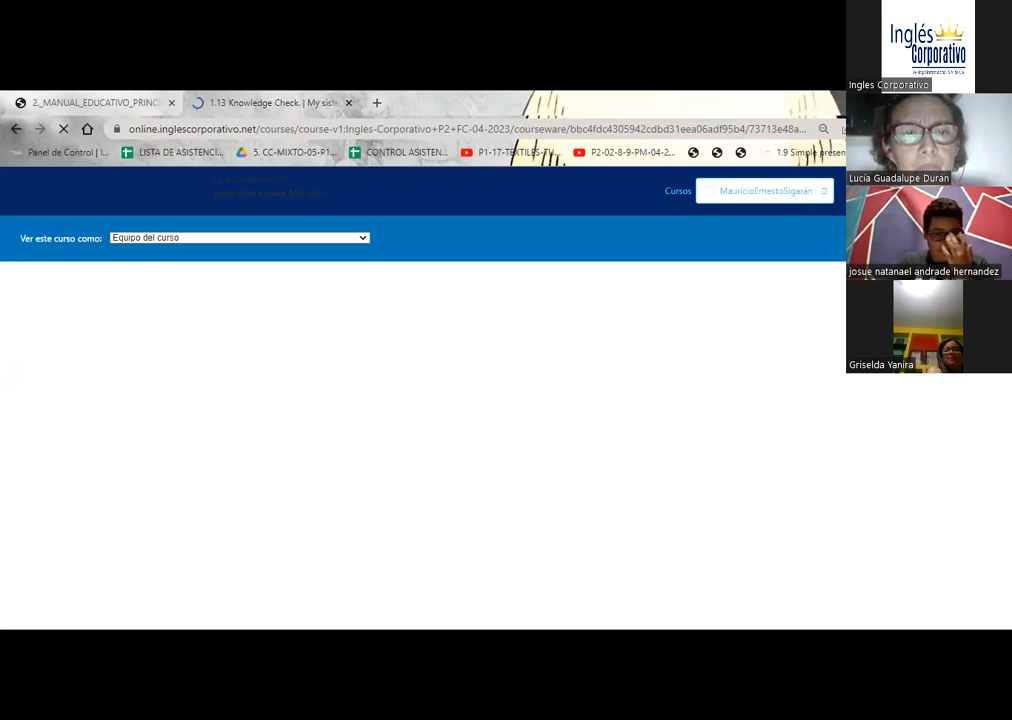 2._MANUAL_EDUCATIVO_PRINCI
1.13 Knowledge Check. | My siste
online.inglescorporativo.net/courses/course-v1:Ingles-Corporativo+P2+FC-04-2023/courseware/bbc4fdc4305942cdbd31eea06adf95b4/73713e48a...
Panel de Control | I...
LISTA DE ASISTENCI...
5. CC-MIXTO-05-P1...
CONTROL ASISTEN...
P1-17-TEXTILES-TU...
P2-02-8-9-PM-04-2...
1.9 Simple presen
Cursos
MauricioErnestoSigarán
Ver este curso como:
Equipo del curso
Inglés
Corporativo
Ingles Corporativo
Lucía Guadalupe Durán
josue natanael andrade hernandez
Griselda Yanira